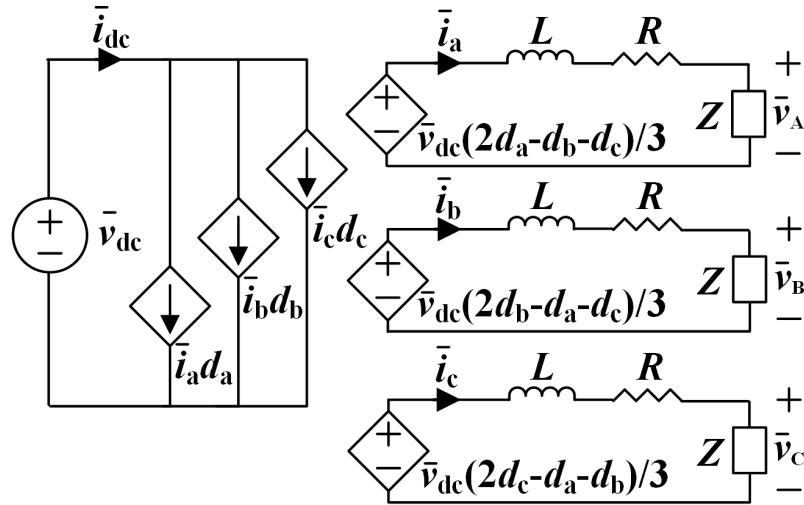 i̅dc
v̅dc
i̅ada
i̅bdb
i̅cdc
i̅a
L
R
v̅dc(2da-db-dc)/3
Z
v̅A
i̅b
L
R
v̅dc(2db-da-dc)/3
Z
v̅B
i̅c
L
R
v̅dc(2dc-da-db)/3
Z
v̅C